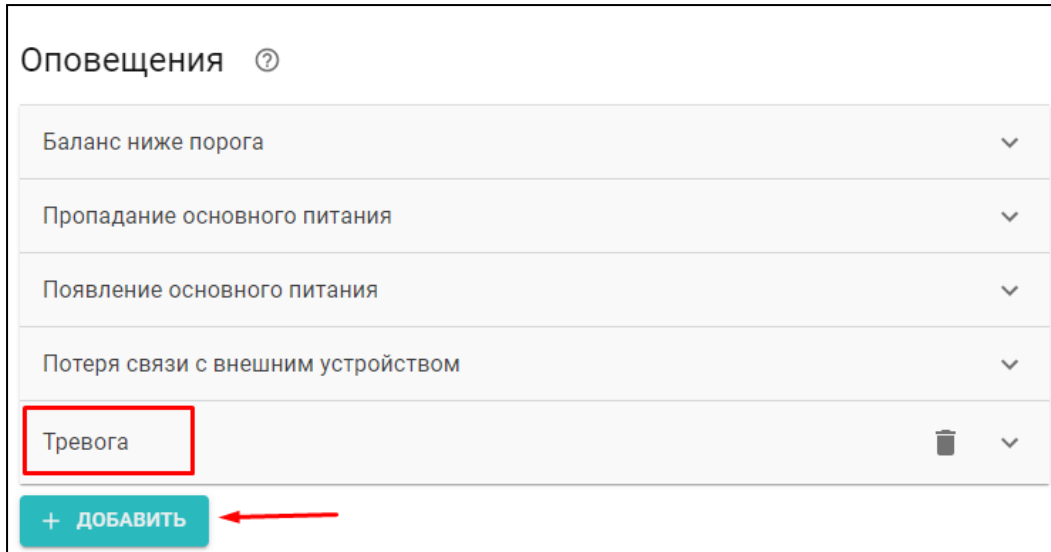 Оповещения ?
Баланс ниже порога
Пропадание основного питания
Появление основного питания
Потеря связи с внешним устройством
Тревога
+ ДОБАВИТЬ